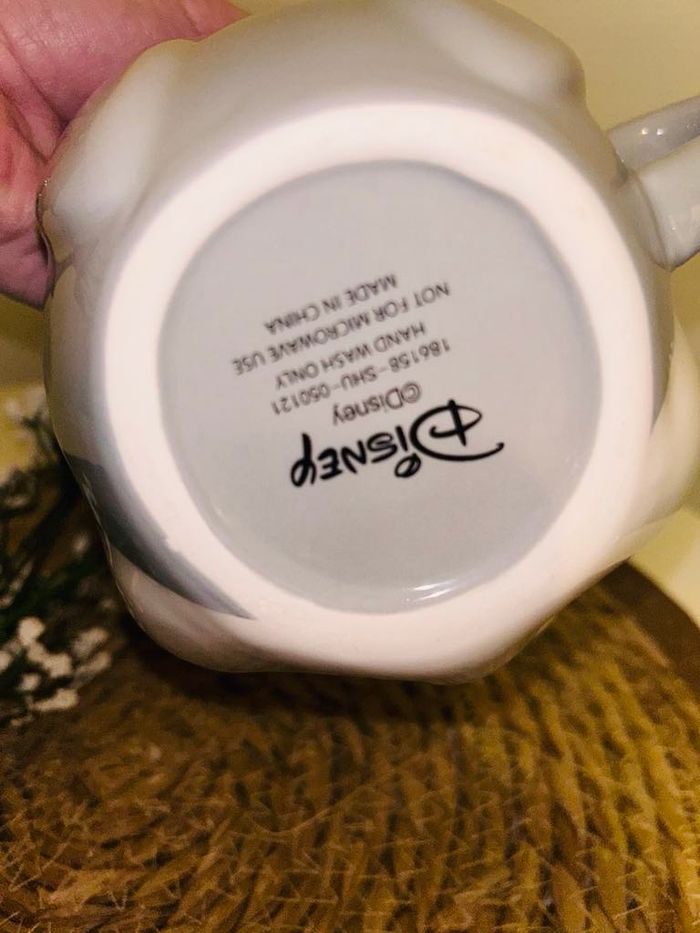 Disney
©Disney
186158-SHU-050121
HAND WASH ONLY
NOT FOR MICROWAVE USE
MADE IN CHINA